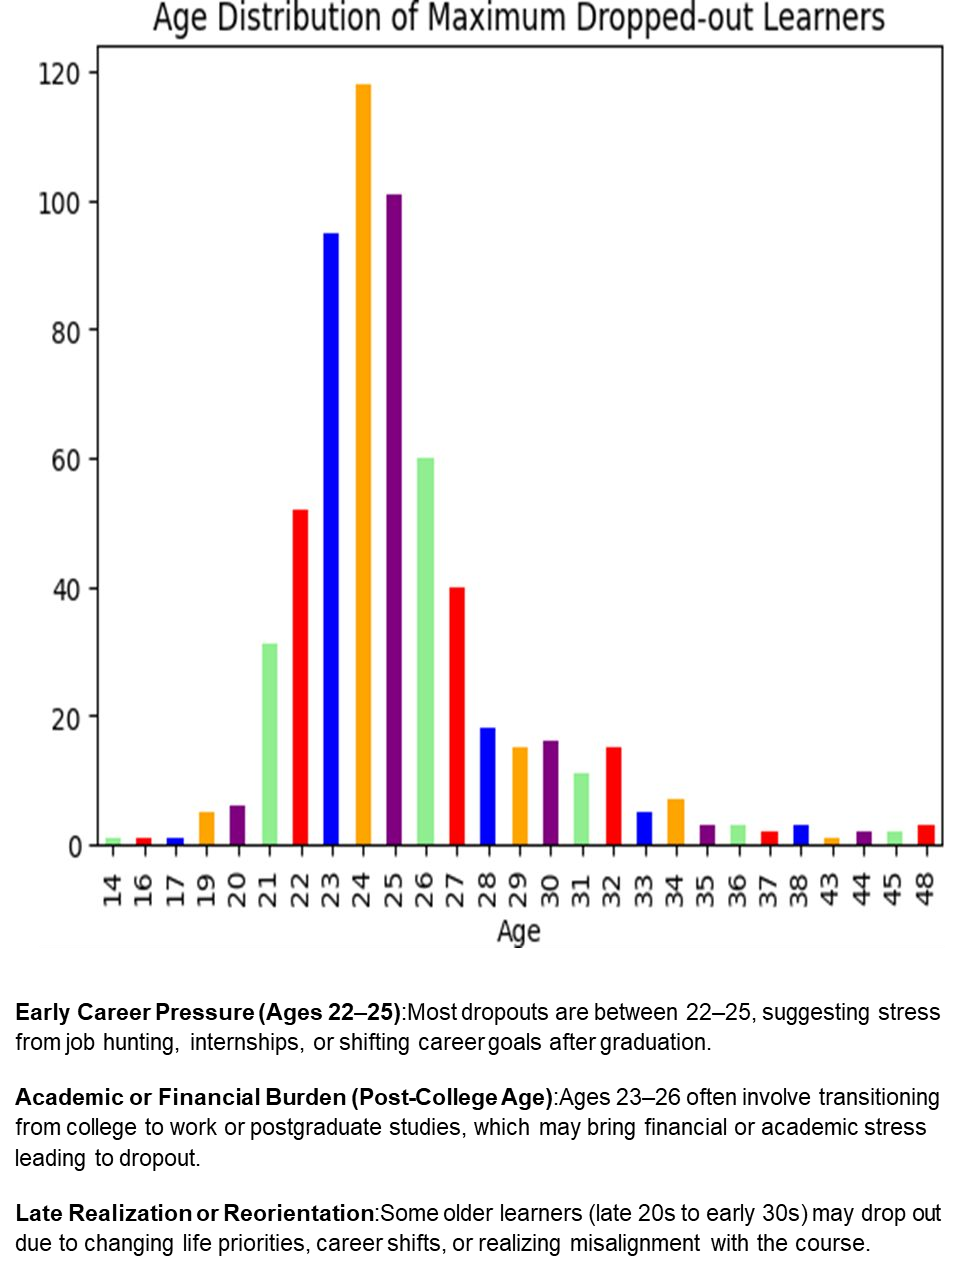 Age Distribution of Maximum Dropped-out Learners
120
100
80
60
40
20
0
14 16 17 19 20 21 22 23 24 25 26 27 28 29 30 31 32 33 34 35 36 37 38 43 44 45 48
Age
Early Career Pressure (Ages 22–25):Most dropouts are between 22–25, suggesting stress
from job hunting, internships, or shifting career goals after graduation.
Academic or Financial Burden (Post-College Age):Ages 23–26 often involve transitioning
from college to work or postgraduate studies, which may bring financial or academic stress
leading to dropout.
Late Realization or Reorientation:Some older learners (late 20s to early 30s) may drop out
due to changing life priorities, career shifts, or realizing misalignment with the course.